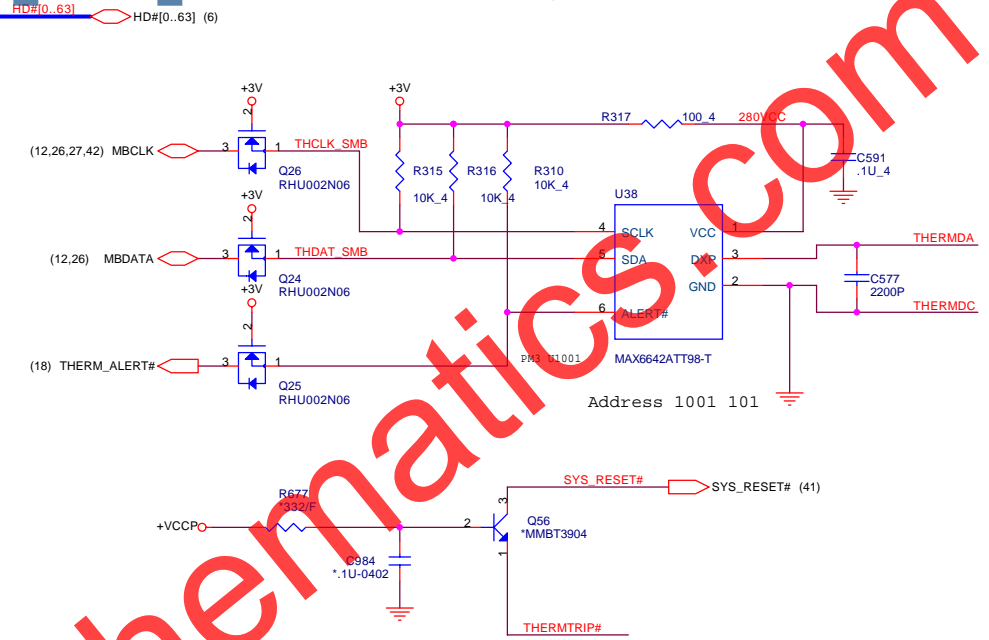 HD#[0..63]
HD#[0..63] (6)
+3V
+3V
2
R317 100_4 280VCC
(12,26,27,42) MBCLK 3 1 THCLK_SMB
Q26
RHU002N06
R315
10K_4
R316
10K_4
R310
10K_4
C591
.1U_4
+3V
2
U38
4 SCLK VCC 1
(12,26) MBDATA 3 1 THDAT_SMB
5 SDA DXP 3 THERMDA
Q24
RHU002N06
GND 2
C577
2200P
+3V
2
6 ALERT#
THERMDC
(18) THERM_ALERT# 3 1
PM3 U1001 MAX6642ATT98-T
Q25
RHU002N06
Address 1001 101
SYS_RESET# SYS_RESET# (41)
R677
*332/F
3
+VCCP 2
Q56
*MMBT3904
1
C984
*.1U-0402
THERMTRIP#
hematics.com